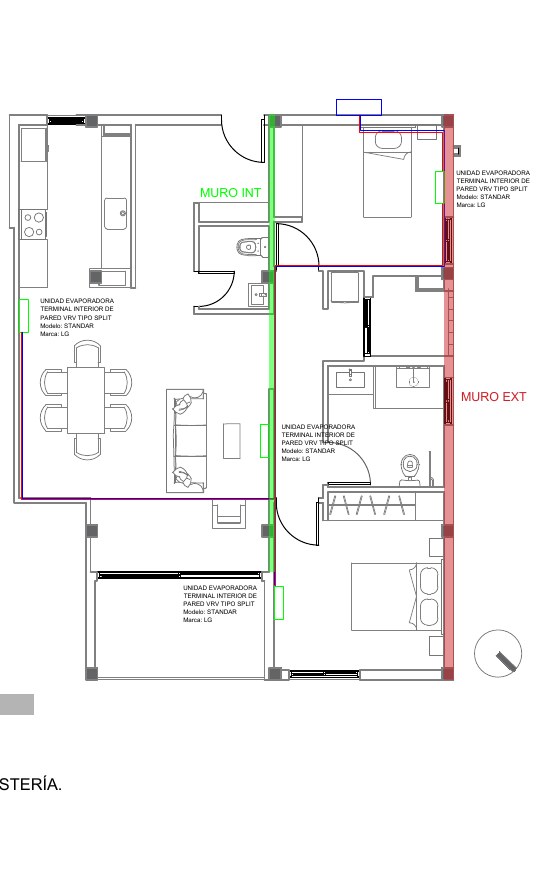 UNIDAD EVAPORADORA
TERMINAL INTERIOR DE
PARED VRV TIPO SPLIT
Modelo: STANDAR
Marca: LG
MURO INT
UNIDAD EVAPORADORA
TERMINAL INTERIOR DE
PARED VRV TIPO SPLIT
Modelo: STANDAR
Marca: LG
MURO EXT
UNIDAD EVAPORADORA
TERMINAL INTERIOR DE
PARED VRV TIPO SPLIT
Modelo: STANDAR
Marca: LG
UNIDAD EVAPORADORA
TERMINAL INTERIOR DE
PARED VRV TIPO SPLIT
Modelo: STANDAR
Marca: LG
STERÍA.